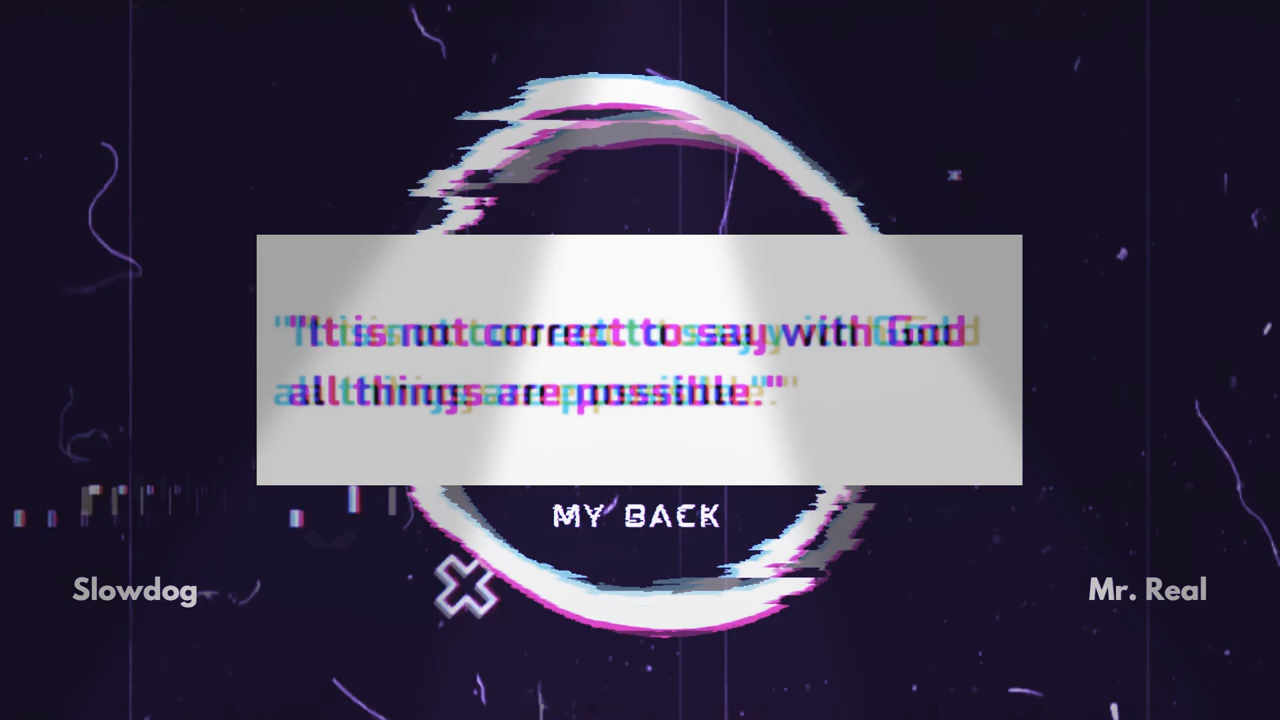 "It is not correct to say with God
all things are possible."
MY BACK
Slowdog
Mr. Real